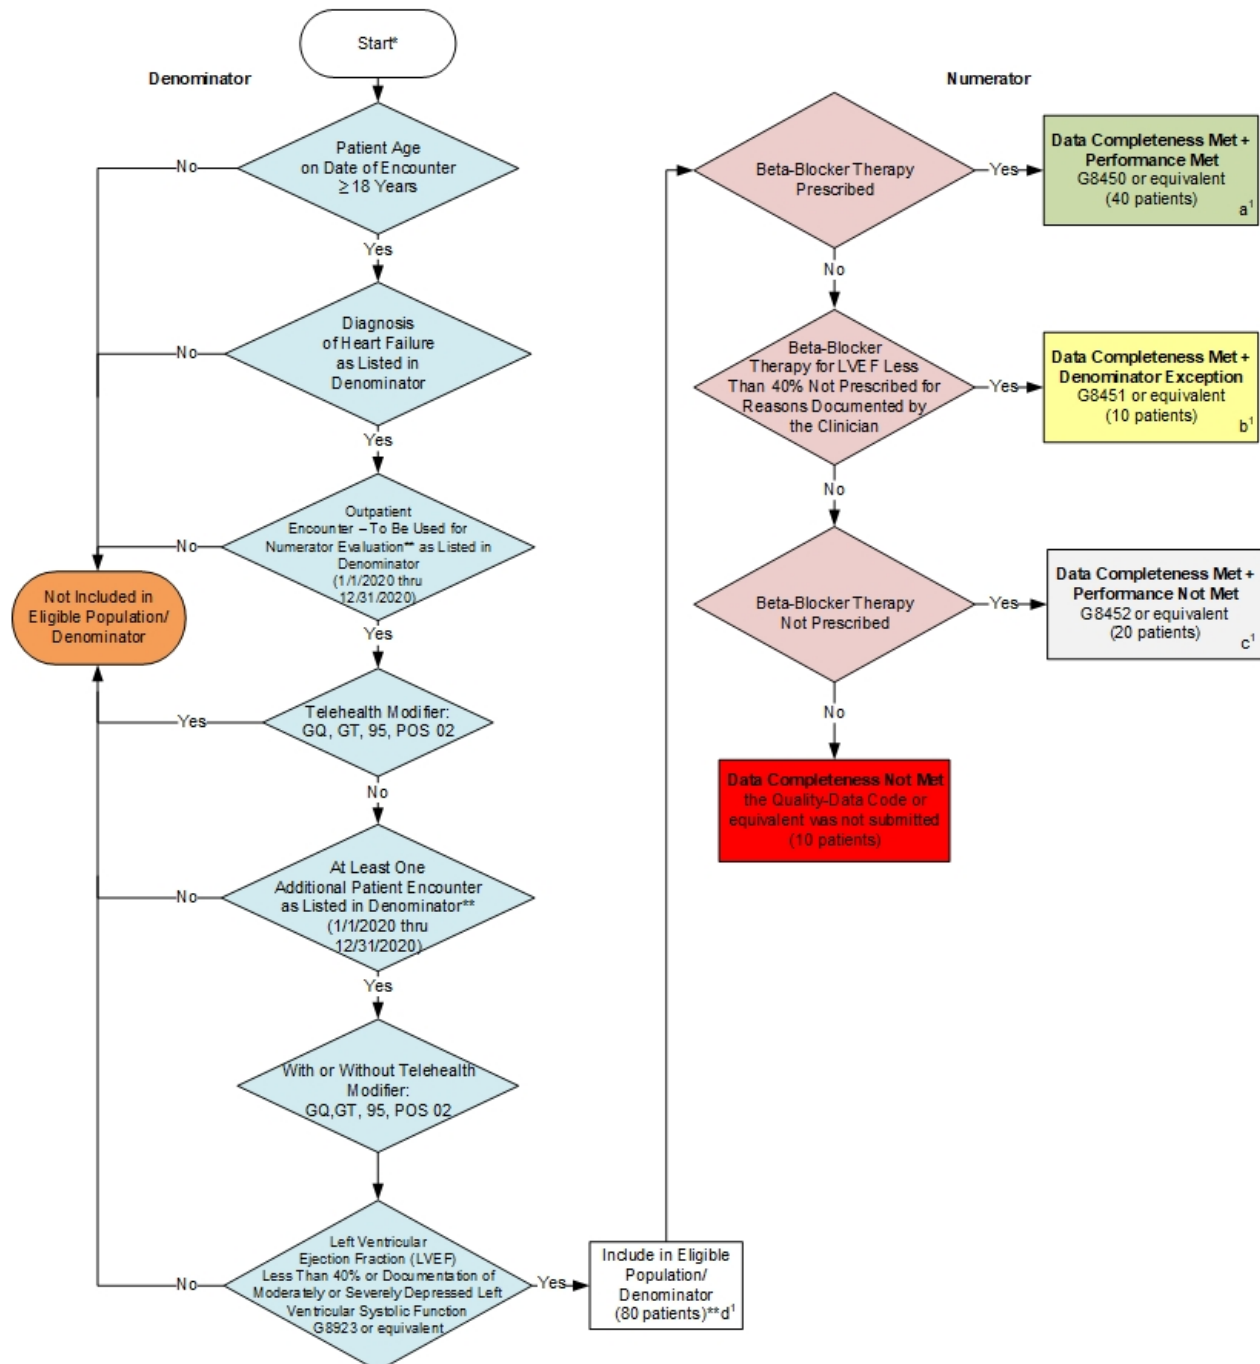 Start*
Denominator
Patient Age
on Date of Encounter
≥ 18 Years
No
Yes
Diagnosis
of Heart Failure
as Listed in
Denominator
No
Yes
Outpatient
Encounter – To Be Used for
Numerator Evaluation** as Listed in
Denominator
(1/1/2020 thru
12/31/2020)
No
Yes
Not Included in
Eligible Population/
Denominator
Telehealth Modifier:
GQ, GT, 95, POS 02
Yes
No
At Least One
Additional Patient Encounter
as Listed in Denominator**
(1/1/2020 thru
12/31/2020)
No
Yes
With or Without Telehealth
Modifier:
GQ,GT, 95, POS 02
Left Ventricular
Ejection Fraction (LVEF)
Less Than 40% or Documentation of
Moderately or Severely Depressed Left
Ventricular Systolic Function
G8923 or equivalent
No
Yes
Include in Eligible
Population/
Denominator
(80 patients)**d¹
Numerator
Beta-Blocker Therapy
Prescribed
Yes
Data Completeness Met +
Performance Met
G8450 or equivalent
(40 patients)
a¹
No
Beta-Blocker
Therapy for LVEF Less
Than 40% Not Prescribed for
Reasons Documented by
the Clinician
Yes
Data Completeness Met +
Denominator Exception
G8451 or equivalent
(10 patients)
b¹
No
Beta-Blocker Therapy
Not Prescribed
Yes
Data Completeness Met +
Performance Not Met
G8452 or equivalent
(20 patients)
c¹
No
Data Completeness Not Met
the Quality-Data Code or
equivalent was not submitted
(10 patients)